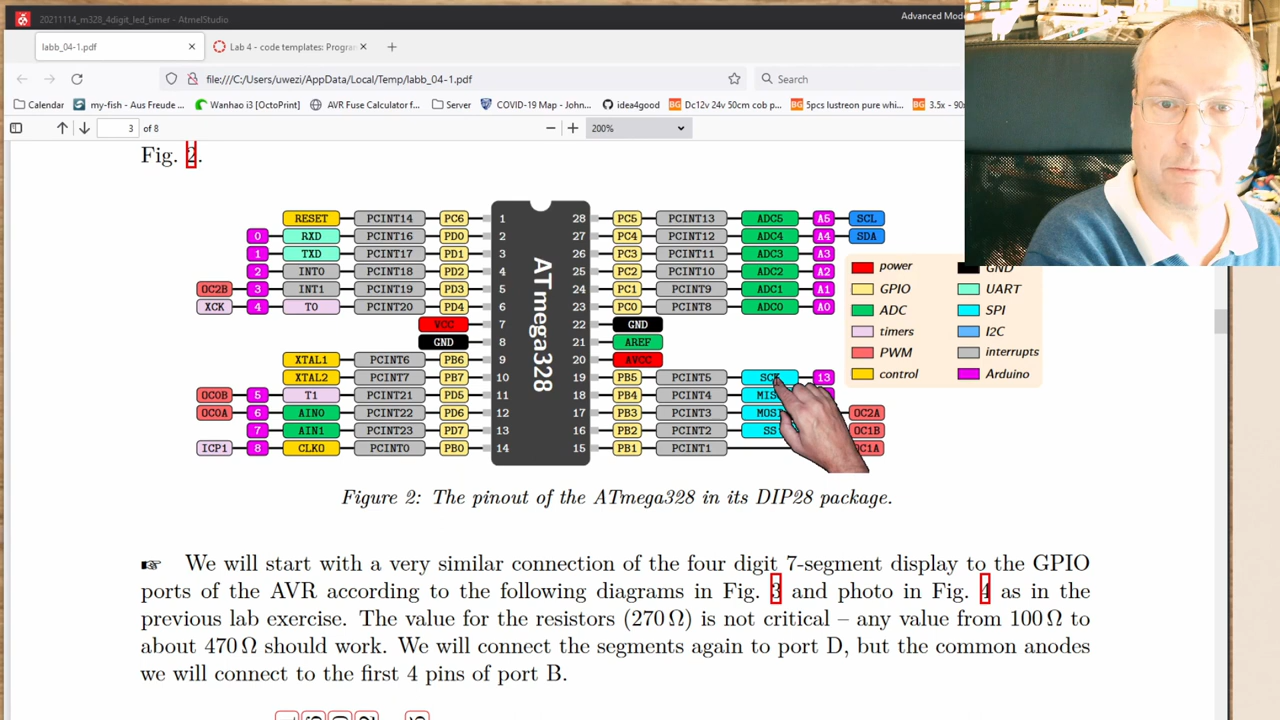 20211114_m328_4digit_led_timer - AtmelStudio
Advanced Mod
labb_04-1.pdf
Lab 4 - code templates: Program
file:///C:/Users/uwezi/AppData/Local/Temp/labb_04-1.pdf
Search
Calendar my-fish - Aus Freude ... Wanhao i3 [OctoPrint] AVR Fuse Calculator f... Server COVID-19 Map - John... idea4good Dc12v 24v 50cm cob p... 5pcs lustreon pure whi... 3.5x - 90
3 of 8
200%
Fig. 2.
RESET PCINT14 PC6 1 28 PC5 PCINT13 ADC5 A5 SCL
0 RXD PCINT16 PD0 2 27 PC4 PCINT12 ADC4 A4 SDA
1 TXD PCINT17 PD1 3 26 PC3 PCINT11 ADC3 A3
2 INT0 PCINT18 PD2 4 25 PC2 PCINT10 ADC2 A2
OC2B 3 INT1 PCINT19 PD3 5 24 PC1 PCINT9 ADC1 A1
XCK 4 T0 PCINT20 PD4 6 23 PC0 PCINT8 ADC0 A0
VCC 7 22 GND
GND 8 21 AREF
XTAL1 PCINT6 PB6 9 20 AVCC
XTAL2 PCINT7 PB7 10 19 PB5 PCINT5 SCK 13
OC0B 5 T1 PCINT21 PD5 11 18 PB4 PCINT4 MIS
OC0A 6 AIN0 PCINT22 PD6 12 17 PB3 PCINT3 MOSI OC2A
7 AIN1 PCINT23 PD7 13 16 PB2 PCINT2 SS OC1B
ICP1 8 CLKO PCINT0 PB0 14 15 PB1 PCINT1 OC1A
ATmega328
power GND
GPIO UART
ADC SPI
timers I2C
PWM interrupts
control Arduino
Figure 2: The pinout of the ATmega328 in its DIP28 package.
☞ We will start with a very similar connection of the four digit 7-segment display to the GPIO
ports of the AVR according to the following diagrams in Fig. 3 and photo in Fig. 4 as in the
previous lab exercise. The value for the resistors (270 Ω) is not critical – any value from 100 Ω to
about 470 Ω should work. We will connect the segments again to port D, but the common anodes
we will connect to the first 4 pins of port B.